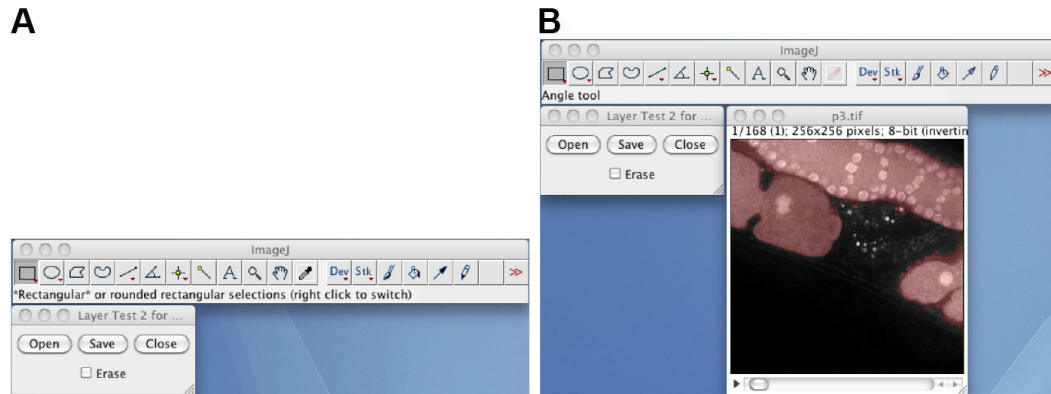 A
B
ImageJ
A
Dev Stk
>>
*Rectangular* or rounded rectangular selections (right click to switch)
Layer Test 2 for ...
Open Save Close
Erase
ImageJ
A
Dev Stk
>>
Angle tool
Layer Test 2 for ...
Open Save Close
Erase
p3.tif
1/168 (1); 256x256 pixels; 8-bit (invertin